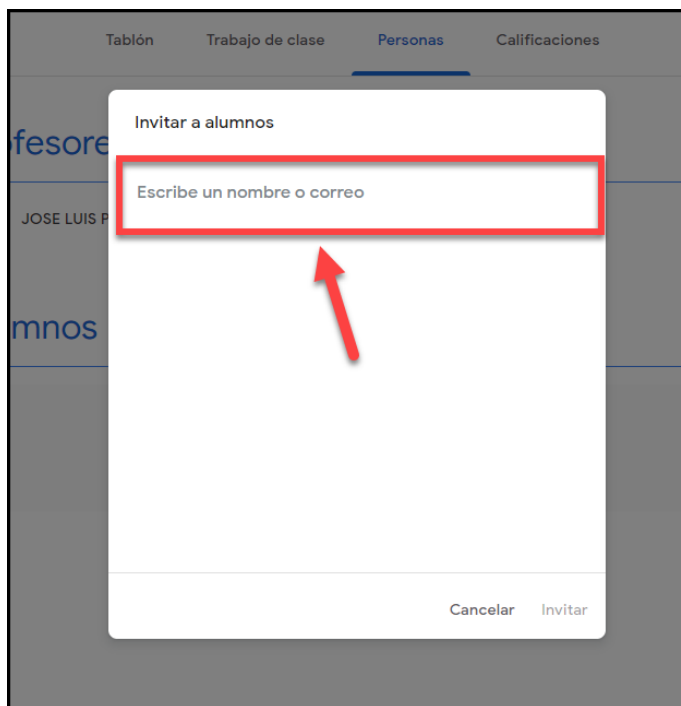 Tablón Trabajo de clase Personas Calificaciones
Invitar a alumnos
ofesore
Escribe un nombre o correo
JOSE LUIS P
mnos
Cancelar Invitar